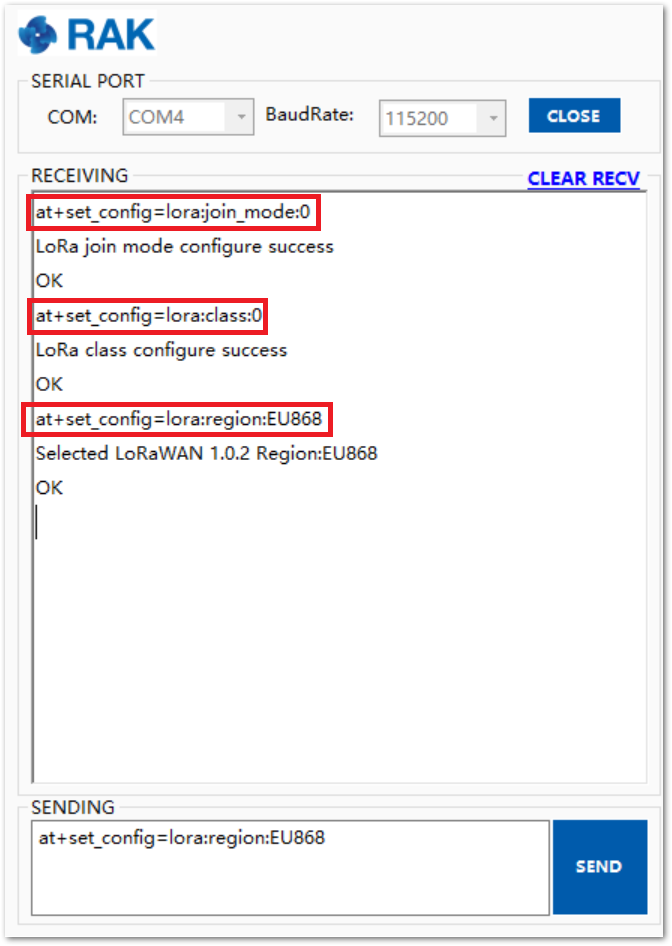 RAK
SERIAL PORT
COM: COM4 BaudRate: 115200 CLOSE
RECEIVING CLEAR RECV
at+set_config=lora:join_mode:0
LoRa join mode configure success
OK
at+set_config=lora:class:0
LoRa class configure success
OK
at+set_config=lora:region:EU868
Selected LoRaWAN 1.0.2 Region:EU868
OK
SENDING
at+set_config=lora:region:EU868
SEND